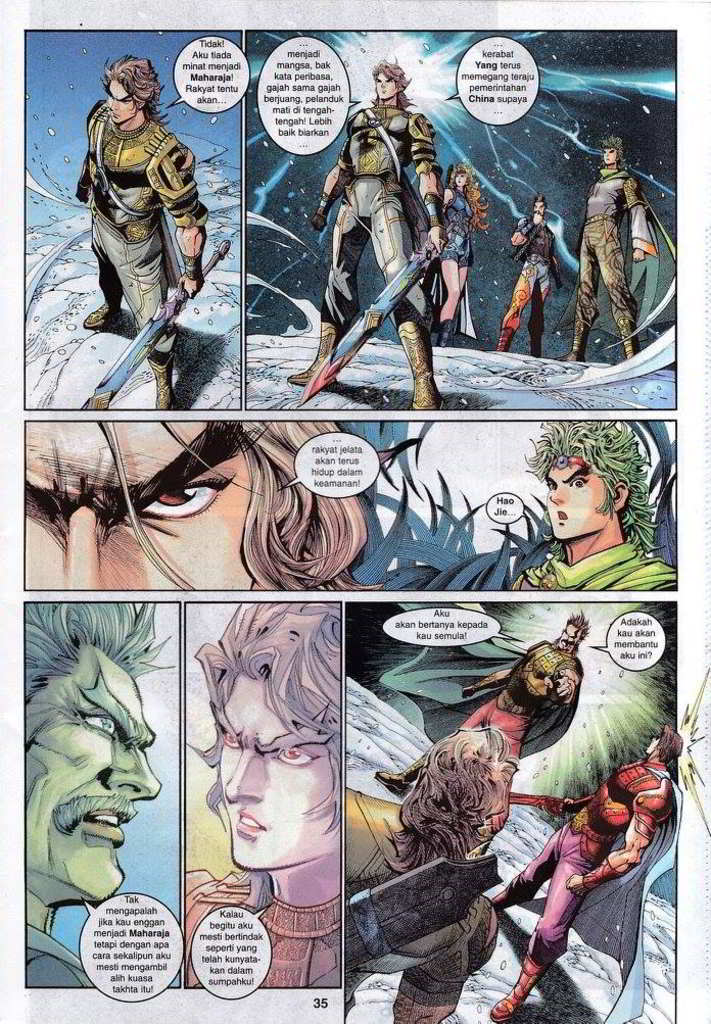 Tidak!
Aku tiada
minat menjadi
Maharaja!
Rakyat tentu
akan...
...
menjadi
mangsa, bak
kata peribasa,
gajah sama gajah
berjuang, pelanduk
mati di tengah-
tengah! Lebih
baik biarkan
...
...
kerabat
Yang terus
memegang teraju
pemerintahan
China supaya
...
...
rakyat jelata
akan terus
hidup dalam
keamanan!
Hao
Jie...
Tak
mengapalah
jika kau enggan
menjadi Maharaja
tetapi dengan apa
cara sekalipun aku
mesti mengambil
alih kuasa
takhta itu!
Kalau
begitu aku
mesti bertindak
seperti yang
telah kunyata-
kan dalam
sumpahku!
Aku
akan bertanya kepada
kau semula!
Adakah
kau akan
membantu
aku ini?
35